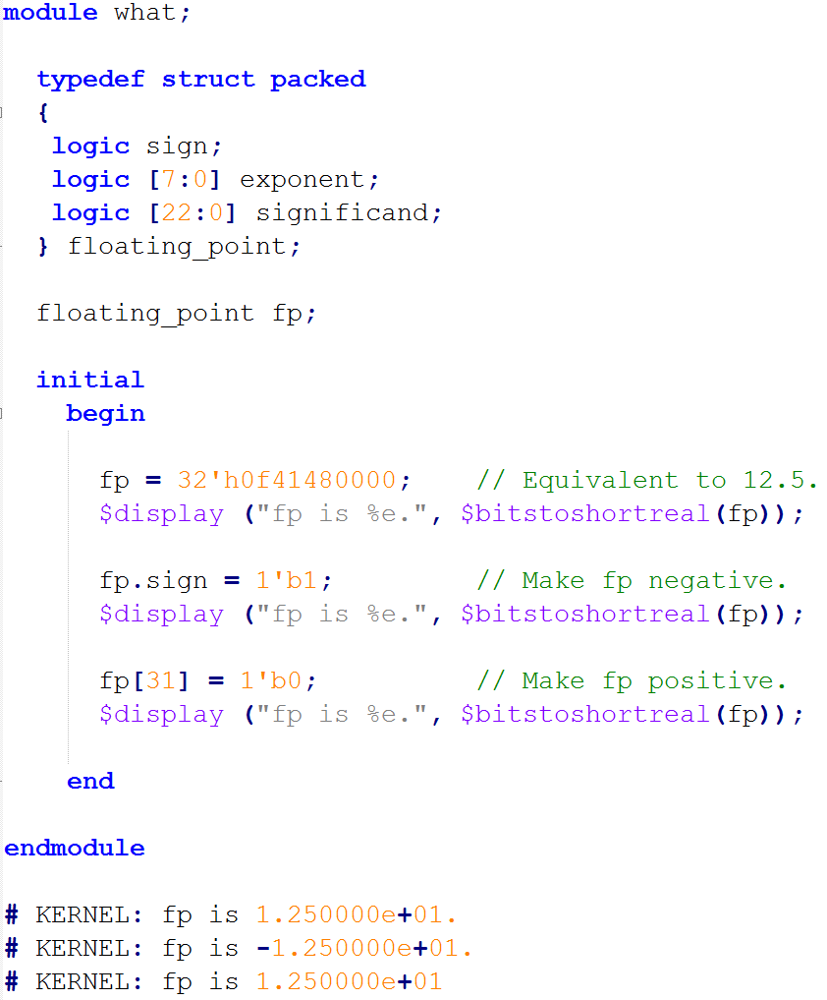 module what;
typedef struct packed
{
logic sign;
logic [7:0] exponent;
logic [22:0] significand;
} floating_point;
floating_point fp;
initial
begin
fp = 32'h0f41480000;    // Equivalent to 12.5.
$display ("fp is %e.", $bitstoshortreal(fp));
fp.sign = 1'b1;         // Make fp negative.
$display ("fp is %e.", $bitstoshortreal(fp));
fp[31] = 1'b0;          // Make fp positive.
$display ("fp is %e.", $bitstoshortreal(fp));
end
endmodule
# KERNEL: fp is 1.250000e+01.
# KERNEL: fp is -1.250000e+01.
# KERNEL: fp is 1.250000e+01